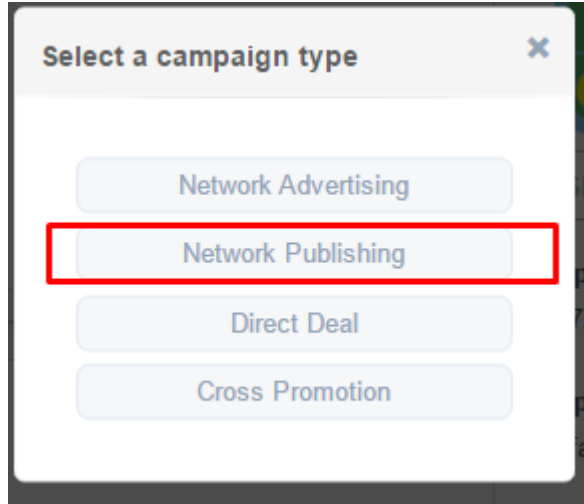 Select a campaign type
Network Advertising
Network Publishing
Direct Deal
Cross Promotion